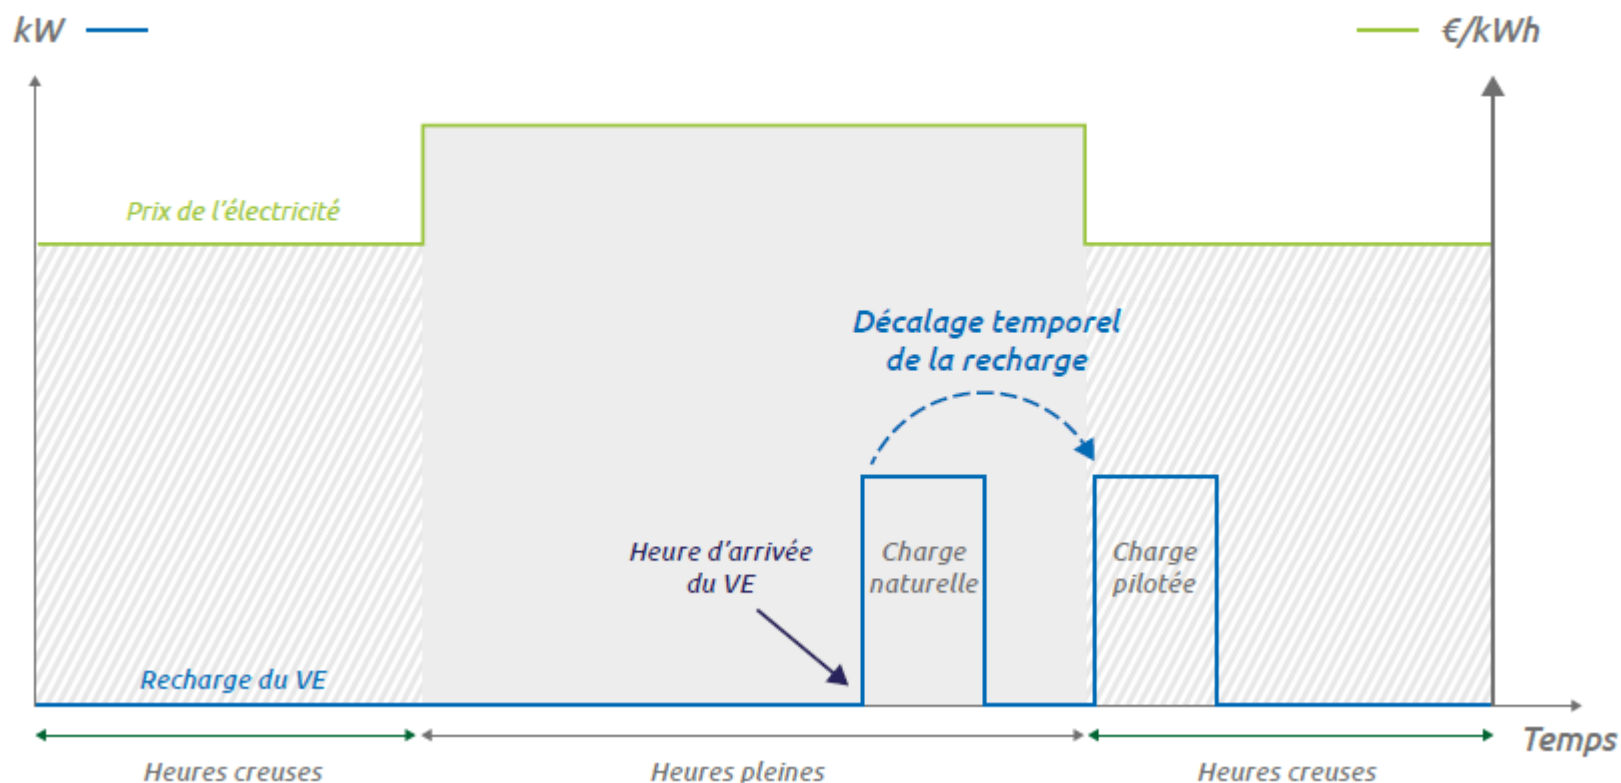 kW
€/kWh
Prix de l'électricité
Décalage temporel
de la recharge
Heure d'arrivée
du VE
Charge
naturelle
Charge
pilotée
Recharge du VE
Temps
Heures creuses
Heures pleines
Heures creuses